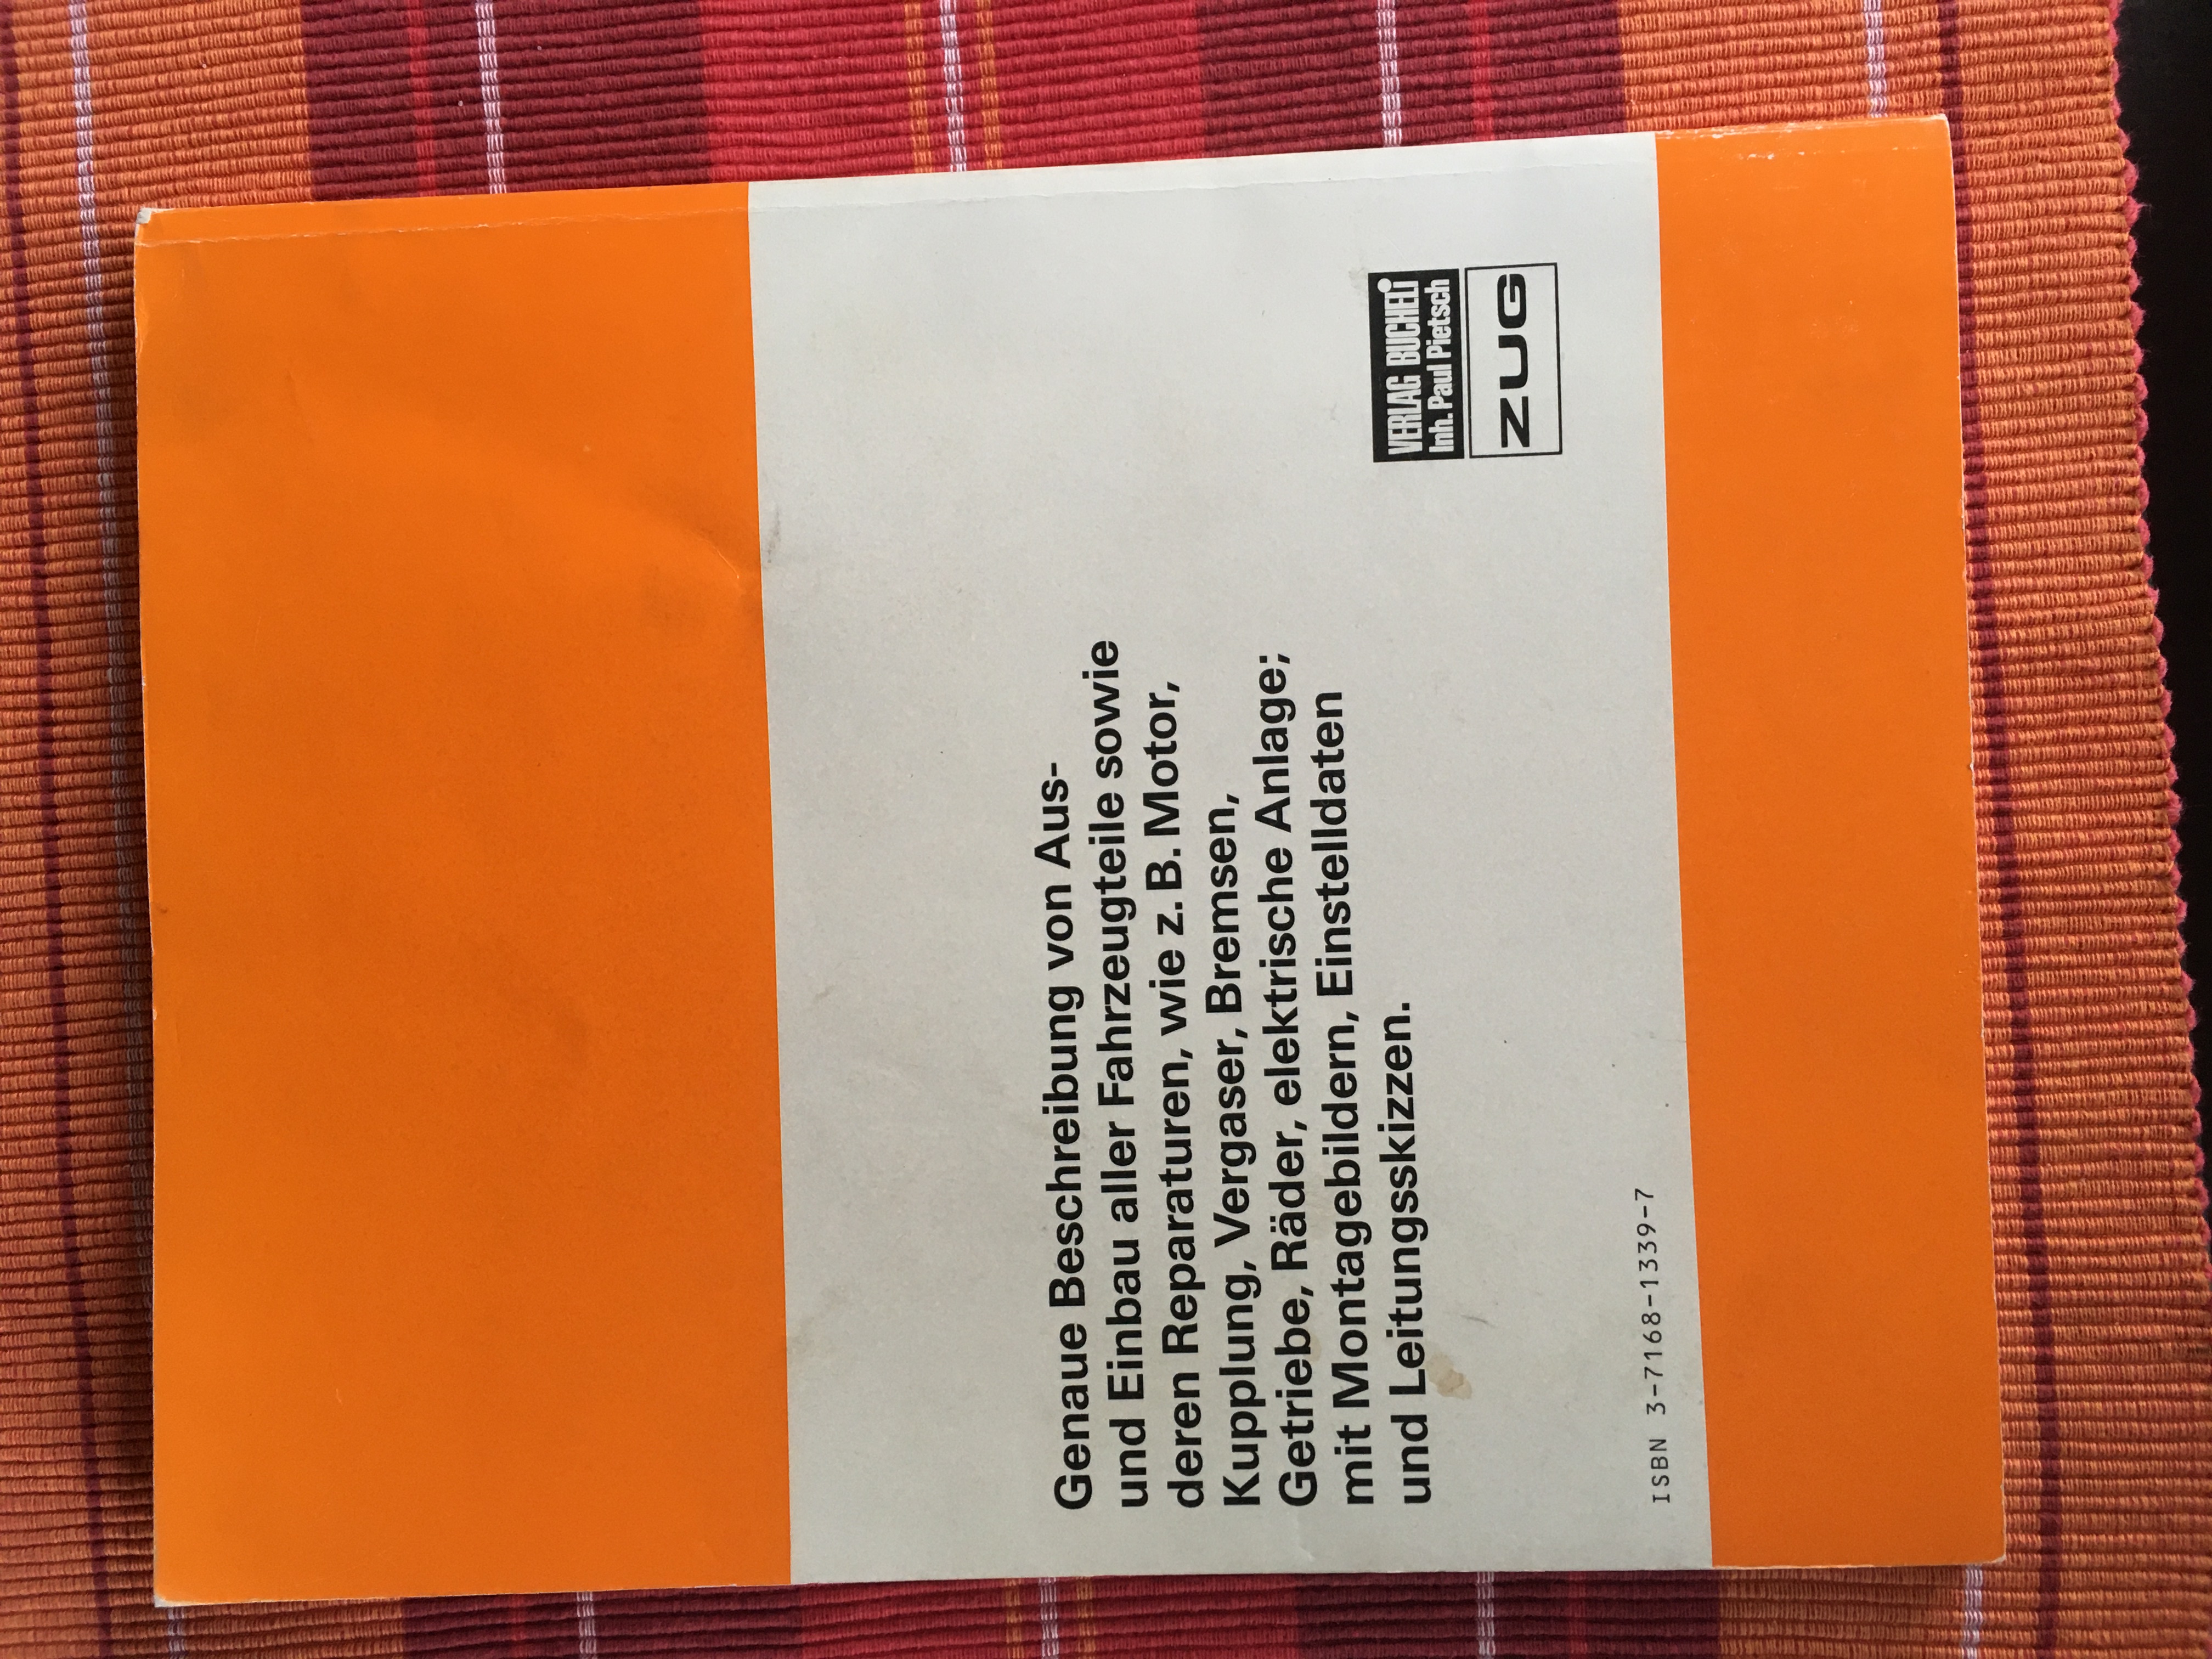 Genaue Beschreibung von Aus-
und Einbau aller Fahrzeugteile sowie
deren Reparaturen, wie z. B. Motor,
Kupplung, Vergaser, Bremsen,
Getriebe, Räder, elektrische Anlage;
mit Montagebildern, Einstelldaten
und Leitungsskizzen.
VERLAG BUCHELI
Inh. Paul Pietsch
ZUG
ISBN 3-7168-1339-7